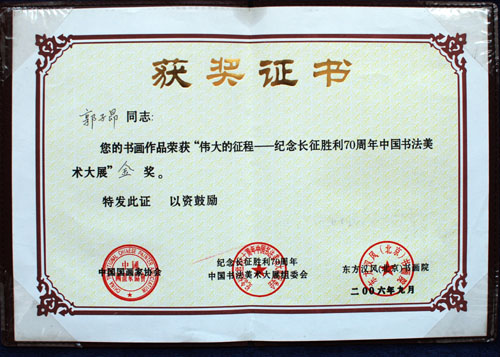 获奖证书
郭子昂 同志:
您的书画作品荣获“伟大的征程——纪念长征胜利70周年中国书法美
术大展”金奖。
特发此证 以资鼓励
中国国画家协会
纪念长征胜利70周年
中国书法美术大展组委会
东方汉风(北京)书画院
二00六年九月